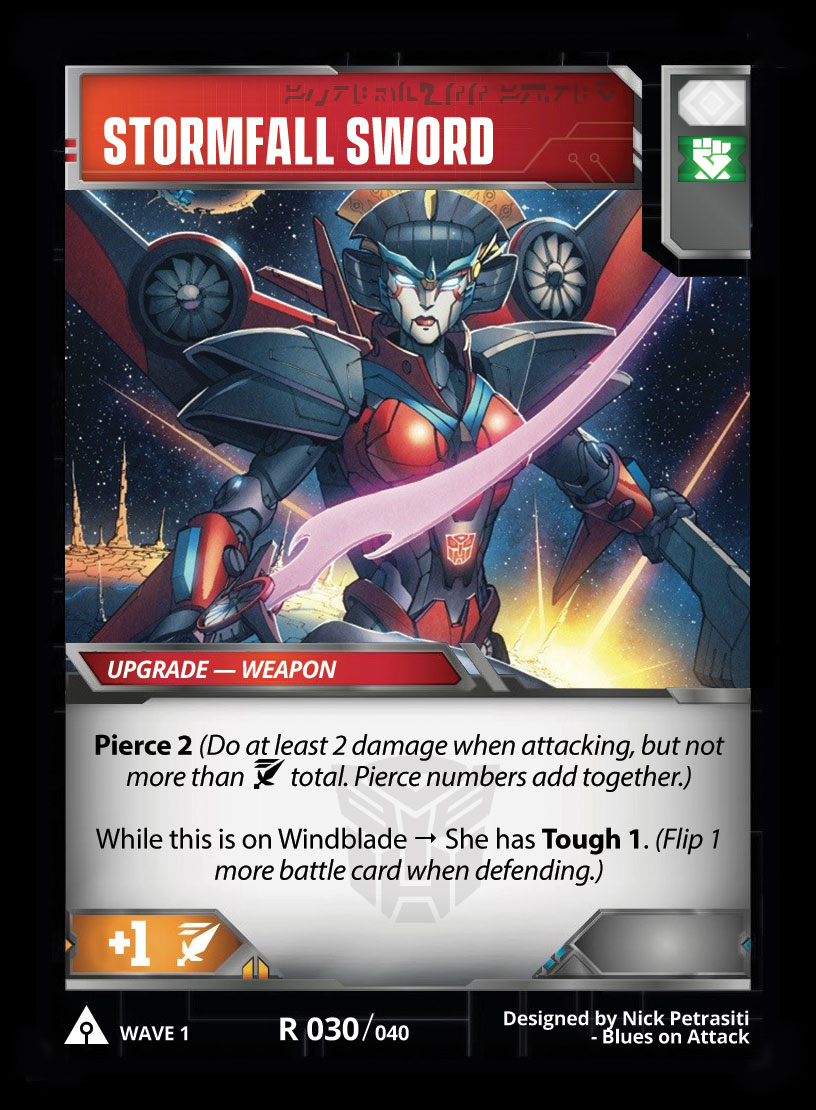 STORMFALL SWORD
UPGRADE — WEAPON
Pierce 2 (Do at least 2 damage when attacking, but not
more than total. Pierce numbers add together.)
While this is on Windblade → She has Tough 1. (Flip 1
more battle card when defending.)
+1
WAVE 1
R 030/040
Designed by Nick Petrasiti
- Blues on Attack